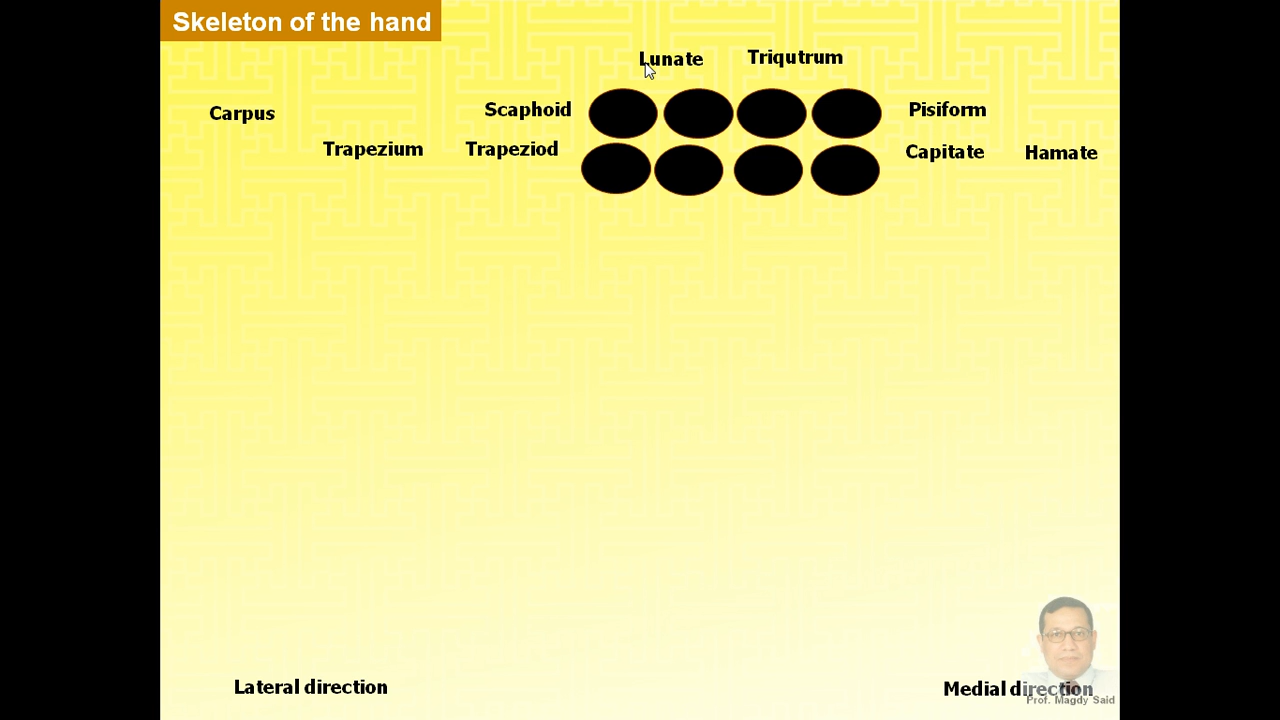 Skeleton of the hand
Lunate Triqutrum
Carpus Scaphoid Pisiform
Trapezium Trapeziod Capitate Hamate
Lateral direction Medial direction
Prof. Magdy Said